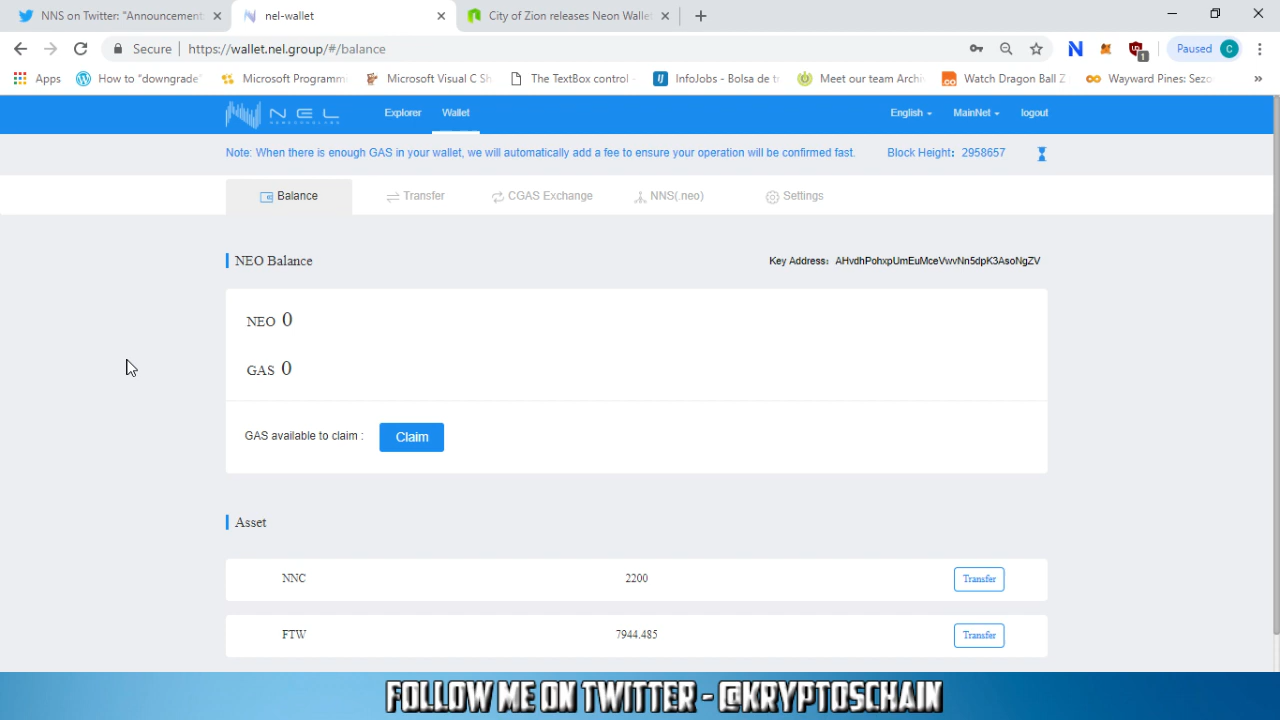 NNS on Twitter: "Announcement:
nel-wallet
City of Zion releases Neon Wallet
Secure https://wallet.nel.group/#/balance
Paused C
Apps How to "downgrade" Microsoft Programm Microsoft Visual C Sh The TextBox control - InfoJobs - Bolsa de t Meet our team Archi Watch Dragon Ball Z Wayward Pines: Sezo »
NEL
Explorer Wallet English MainNet logout
Note: When there is enough GAS in your wallet, we will automatically add a fee to ensure your operation will be confirmed fast. Block Height: 2958657
Balance Transfer CGAS Exchange NNS(.neo) Settings
NEO Balance Key Address: AHvdhPohxpUmEuMceVwvNn5dpK3AsoNgZV
NEO 0
GAS 0
GAS available to claim : Claim
Asset
NNC 2200 Transfer
FTW 7944.485 Transfer
FOLLOW ME ON TWITTER - @KRYPTOSCHAIN